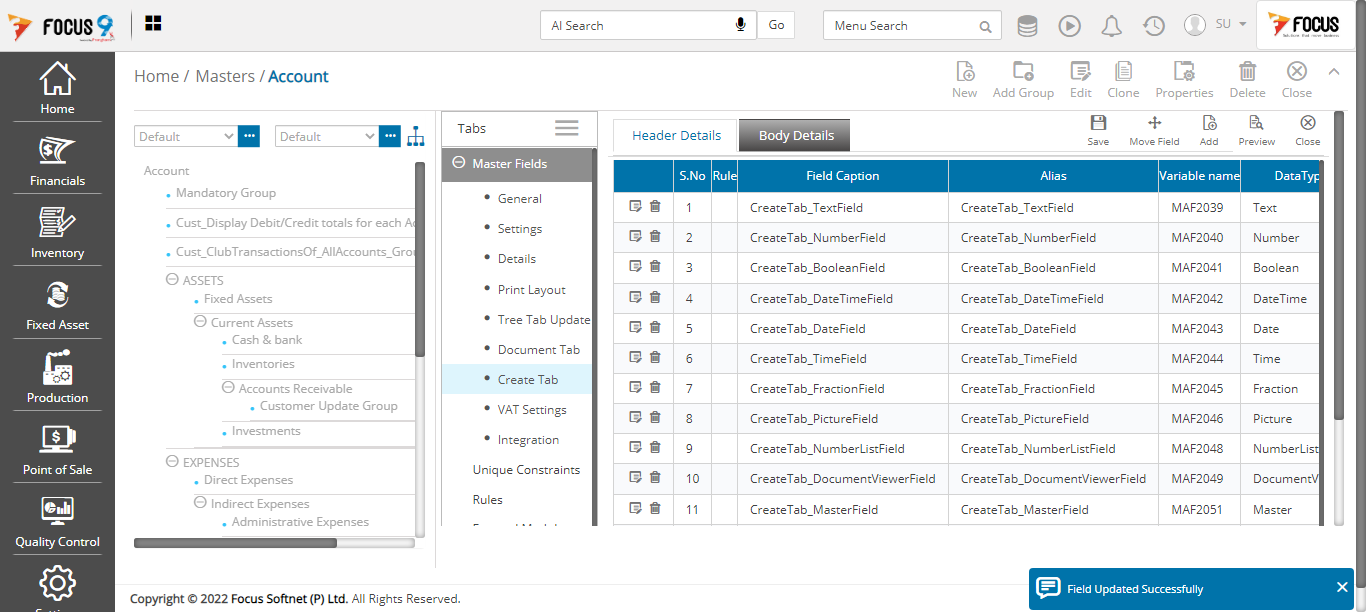 FOCUS 9
AI Search
Go
Menu Search
SU
FOCUS
Home
Financials
Inventory
Fixed Asset
Production
Point of Sale
Quality Control
Home / Masters / Account
New
Add Group
Edit
Clone
Properties
Delete
Close
Default
Default
Account
Mandatory Group
Cust_Display Debit/Credit totals for each Ac
Cust_ClubTransactionsOf_AllAccounts_Grou
ASSETS
Fixed Assets
Current Assets
Cash & bank
Inventories
Accounts Receivable
Customer Update Group
Investments
EXPENSES
Direct Expenses
Indirect Expenses
Administrative Expenses
Tabs
Master Fields
General
Settings
Details
Print Layout
Tree Tab Update
Document Tab
Create Tab
VAT Settings
Integration
Unique Constraints
Rules
Header Details
Body Details
Save
Move Field
Add
Preview
Close
S.No Rule Field Caption Alias Variable name DataTyp
1 CreateTab_TextField CreateTab_TextField MAF2039 Text
2 CreateTab_NumberField CreateTab_NumberField MAF2040 Number
3 CreateTab_BooleanField CreateTab_BooleanField MAF2041 Boolean
4 CreateTab_DateTimeField CreateTab_DateTimeField MAF2042 DateTime
5 CreateTab_DateField CreateTab_DateField MAF2043 Date
6 CreateTab_TimeField CreateTab_TimeField MAF2044 Time
7 CreateTab_FractionField CreateTab_FractionField MAF2045 Fraction
8 CreateTab_PictureField CreateTab_PictureField MAF2046 Picture
9 CreateTab_NumberListField CreateTab_NumberListField MAF2048 NumberList
10 CreateTab_DocumentViewerField CreateTab_DocumentViewerField MAF2049 DocumentV
11 CreateTab_MasterField CreateTab_MasterField MAF2051 Master
Copyright © 2022 Focus Softnet (P) Ltd. All Rights Reserved.
Field Updated Successfully